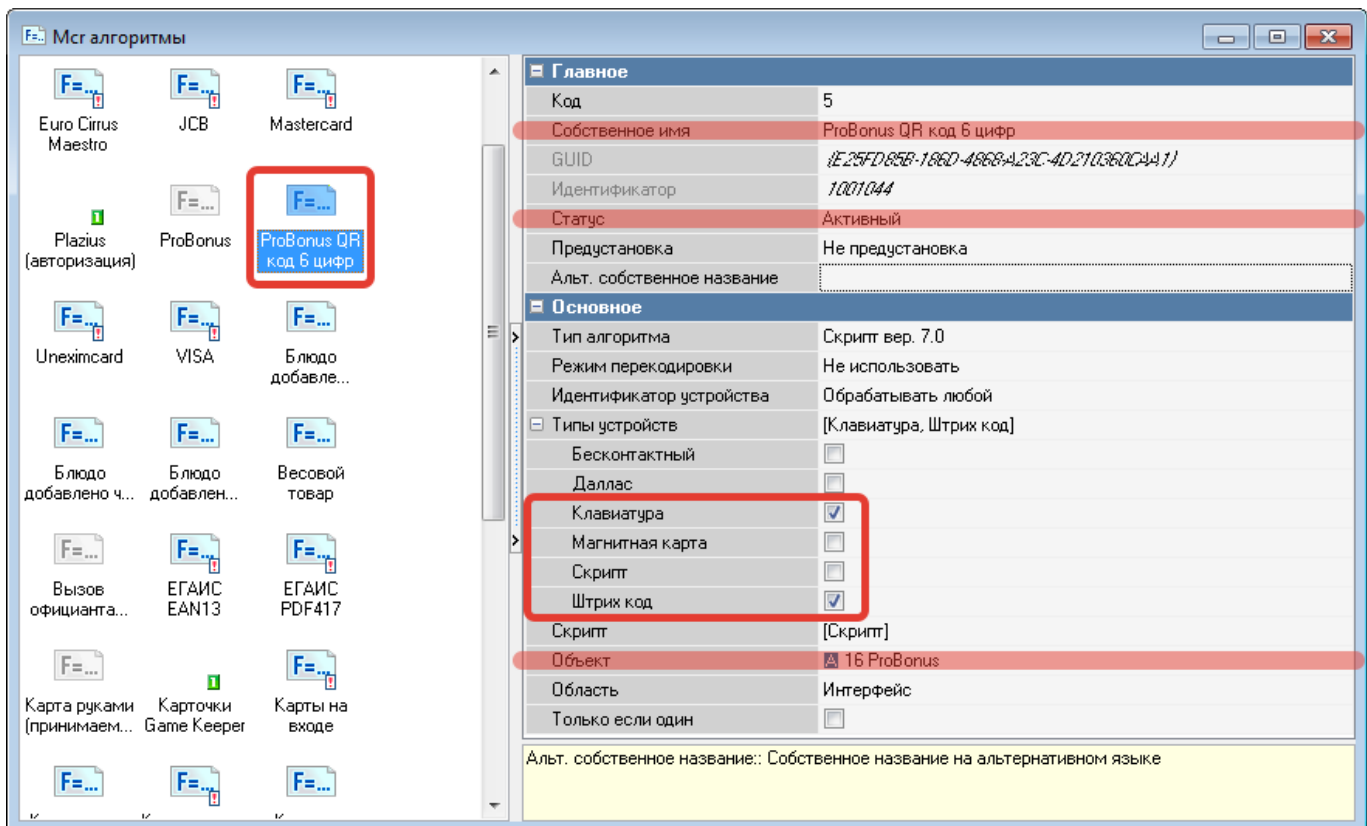 Mcr алгоритмы
Euro Cirrus
Maestro
JCB
Mastercard
Plazius
(авторизация)
ProBonus
ProBonus QR
код 6 цифр
Uneximcard
VISA
Блюдо
добавле...
Блюдо
добавлено ч...
Блюдо
добавлен...
Весовой
товар
Вызов
официанта...
ЕГАИС
EAN13
ЕГАИС
PDF417
Карта руками
(принимаем...
Карточки
Game Keeper
Карты на
входе
Главное
Код 5
Собственное имя ProBonus QR код 6 цифр
GUID {E25FD85B-186D-4868-A23C-4D210360CAA1}
Идентификатор 1001044
Статус Активный
Предустановка Не предустановка
Альт. собственное название
Основное
Тип алгоритма Скрипт вер. 7.0
Режим перекодировки Не использовать
Идентификатор устройства Обрабатывать любой
Типы устройств [Клавиатура, Штрих код]
Бесконтактный
Даллас
Клавиатура
Магнитная карта
Скрипт
Штрих код
Скрипт [Скрипт]
Объект 16 ProBonus
Область Интерфейс
Только если один
Альт. собственное название:: Собственное название на альтернативном языке